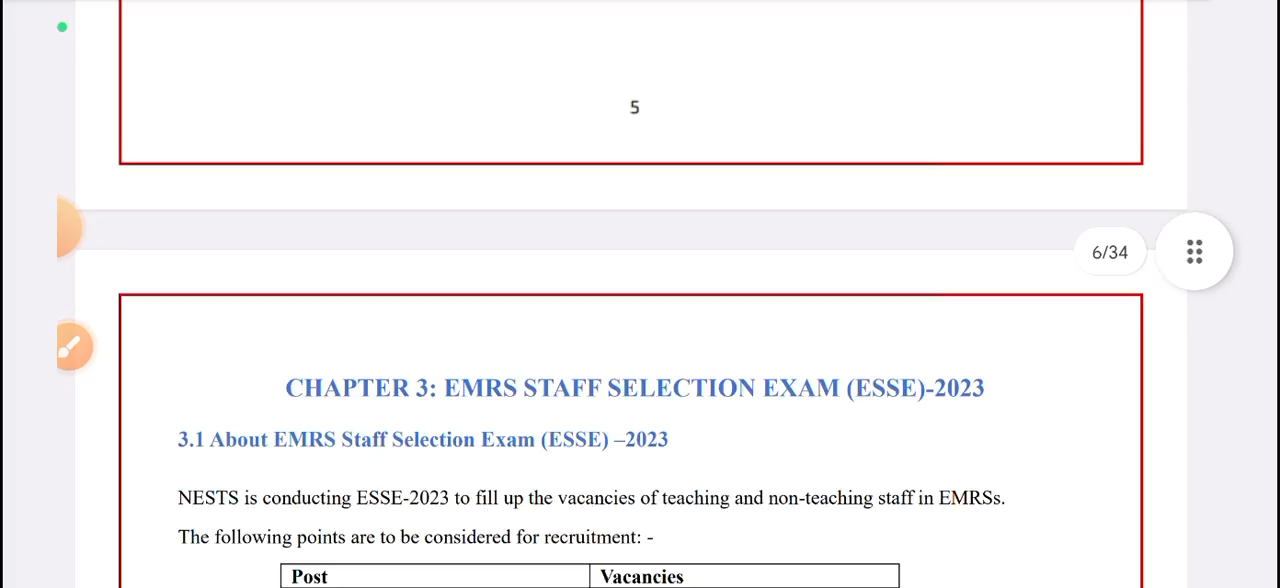 5
6/34
CHAPTER 3: EMRS STAFF SELECTION EXAM (ESSE)-2023
3.1 About EMRS Staff Selection Exam (ESSE) –2023
NESTS is conducting ESSE-2023 to fill up the vacancies of teaching and non-teaching staff in EMRSs.
The following points are to be considered for recruitment: -
Post Vacancies